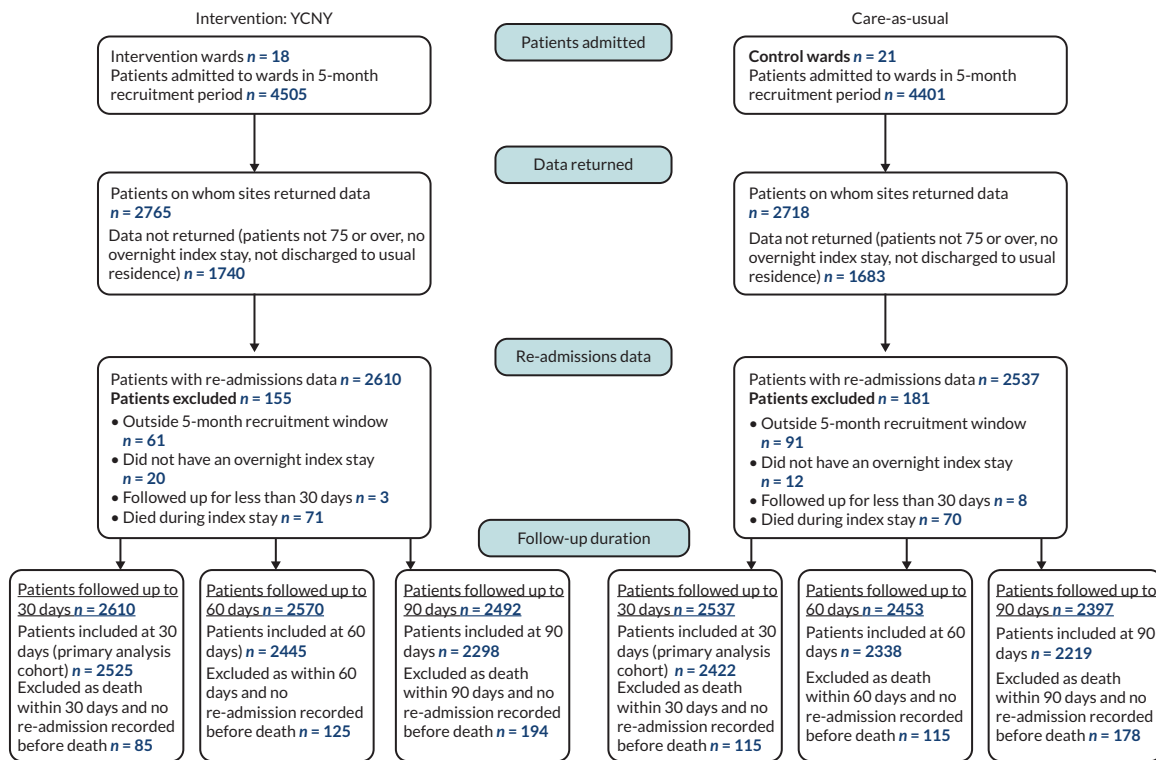 Intervention: YCNY
Care-as-usual
Patients admitted
Intervention wards n = 18
Patients admitted to wards in 5-month
recruitment period n = 4505
Control wards n = 21
Patients admitted to wards in 5-month
recruitment period n = 4401
Data returned
Patients on whom sites returned data
n = 2765
Data not returned (patients not 75 or over, no
overnight index stay, not discharged to usual
residence) n = 1740
Patients on whom sites returned data
n = 2718
Data not returned (patients not 75 or over, no
overnight index stay, not discharged to usual
residence) n = 1683
Re-admissions data
Patients with re-admissions data n = 2610
Patients excluded n = 155
• Outside 5-month recruitment window
n = 61
• Did not have an overnight index stay
n = 20
• Followed up for less than 30 days n = 3
• Died during index stay n = 71
Patients with re-admissions data n = 2537
Patients excluded n = 181
• Outside 5-month recruitment window
n = 91
• Did not have an overnight index stay
n = 12
• Followed up for less than 30 days n = 8
• Died during index stay n = 70
Follow-up duration
Patients followed up to
30 days n = 2610
Patients included at 30
days (primary analysis
cohort) n = 2525
Excluded as death
within 30 days and no
re-admission recorded
before death n = 85
Patients followed up to
60 days n = 2570
Patients included at 60
days) n = 2445
Excluded as within 60
days and no
re-admission recorded
before death n = 125
Patients followed up to
90 days n = 2492
Patients included at 90
days n = 2298
Excluded as death
within 90 days and no
re-admission recorded
before death n = 194
Patients followed up to
30 days n = 2537
Patients included at 30
days (primary analysis
cohort) n = 2422
Excluded as death
within 30 days and no
re-admission recorded
before death n = 115
Patients followed up to
60 days n = 2453
Patients included at 60
days n = 2338
Excluded as death
within 60 days and no
re-admission recorded
before death n = 115
Patients followed up to
90 days n = 2397
Patients included at 90
days n = 2219
Excluded as death
within 90 days and no
re-admission recorded
before death n = 178